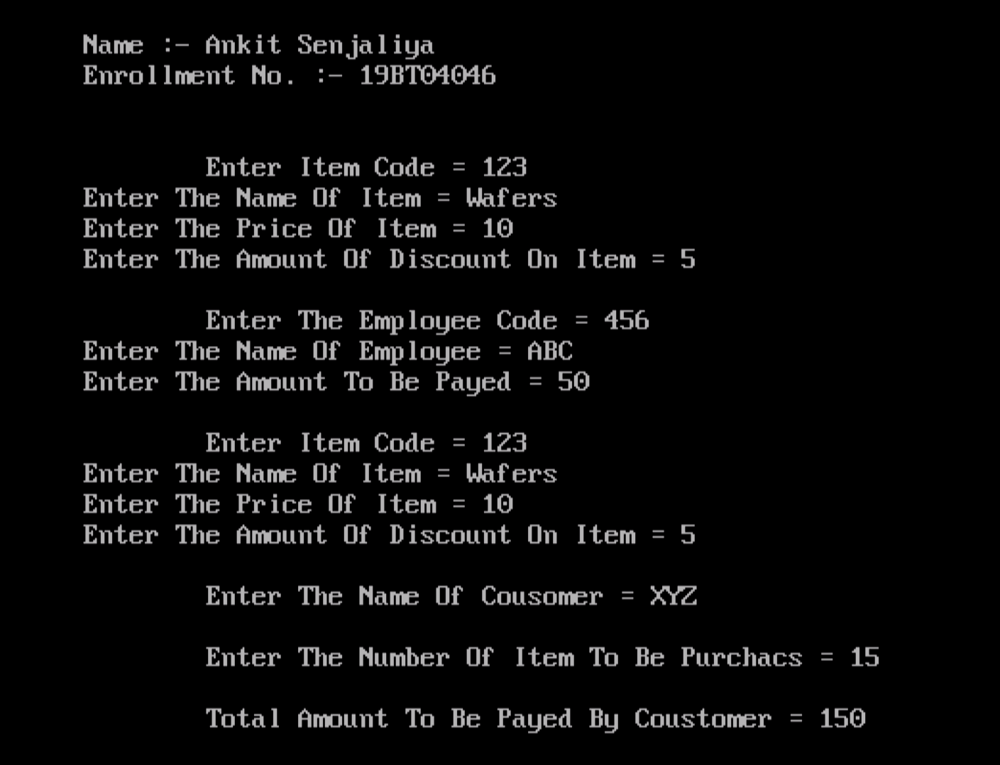 Name :- Ankit Senjaliya
Enrollment No. :- 19BT04046
Enter Item Code = 123
Enter The Name Of Item = Wafers
Enter The Price Of Item = 10
Enter The Amount Of Discount On Item = 5
Enter The Employee Code = 456
Enter The Name Of Employee = ABC
Enter The Amount To Be Payed = 50
Enter Item Code = 123
Enter The Name Of Item = Wafers
Enter The Price Of Item = 10
Enter The Amount Of Discount On Item = 5
Enter The Name Of Cousomer = XYZ
Enter The Number Of Item To Be Purchacs = 15
Total Amount To Be Payed By Coustomer = 150